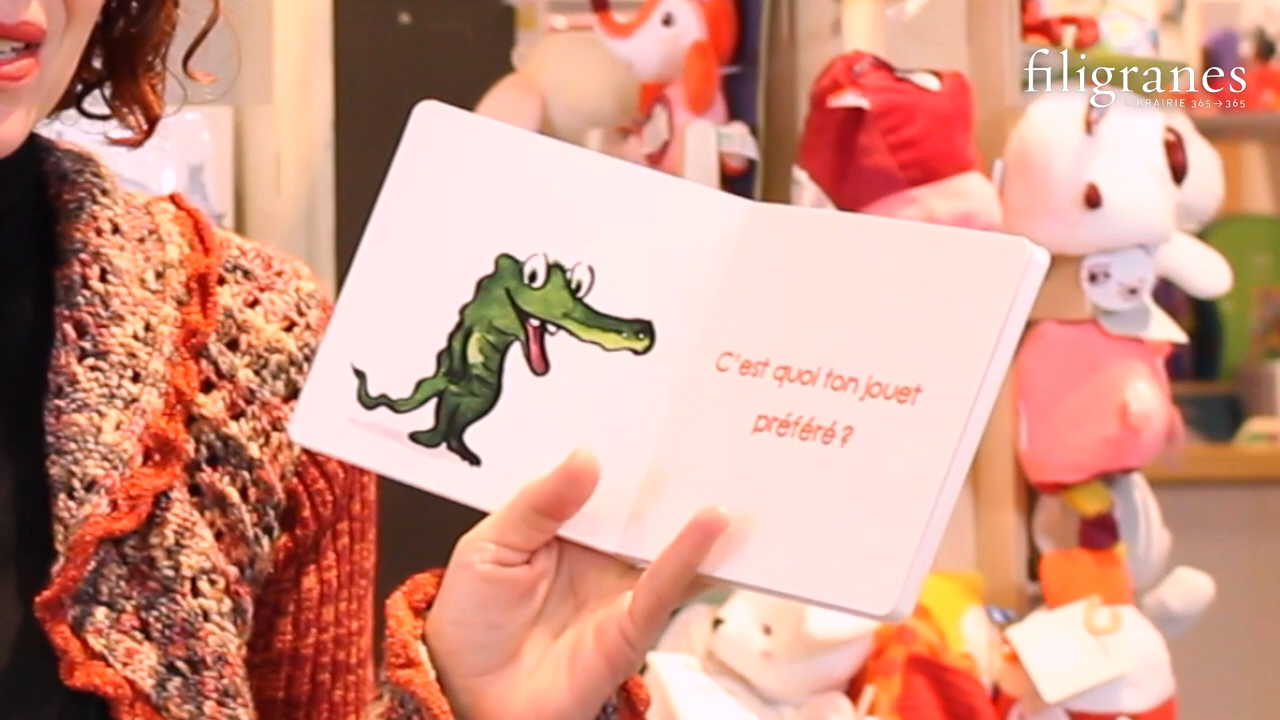 filigranes
LIBRAIRIE 365→365
C'est quoi ton jouet
préféré ?